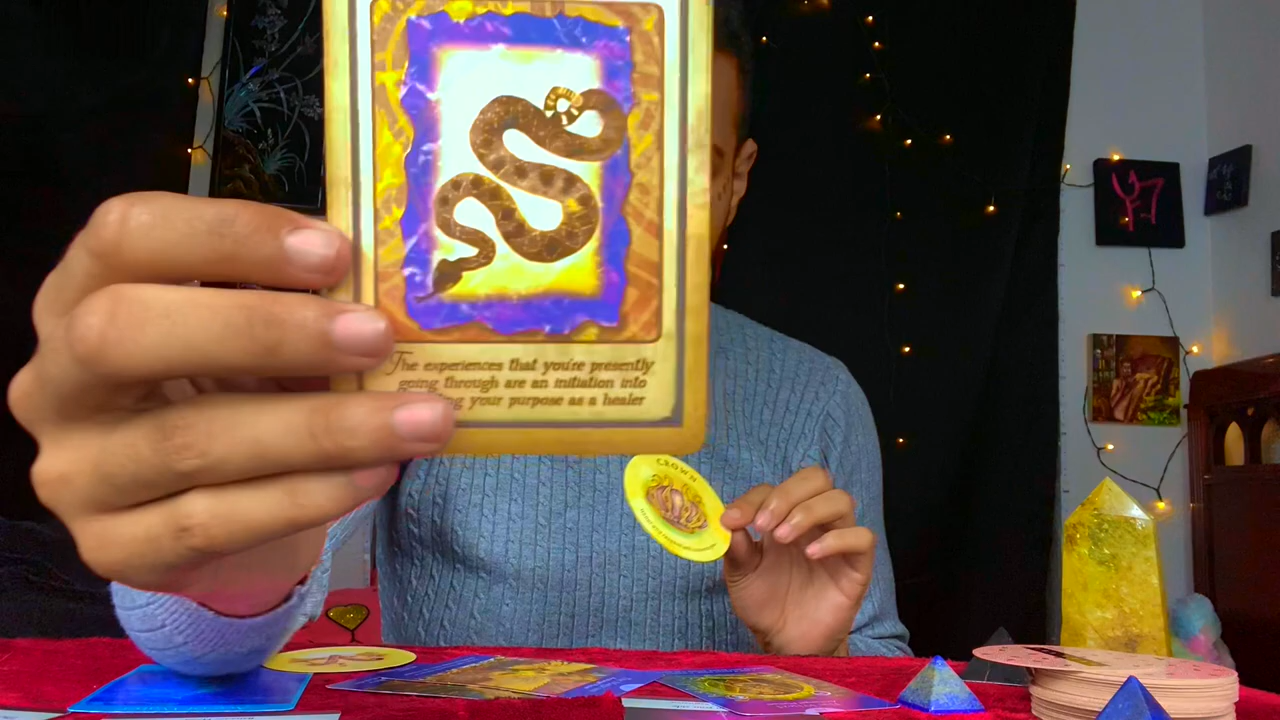 The experiences that you're presently
going through are an initiation into
your purpose as a healer
CROWN